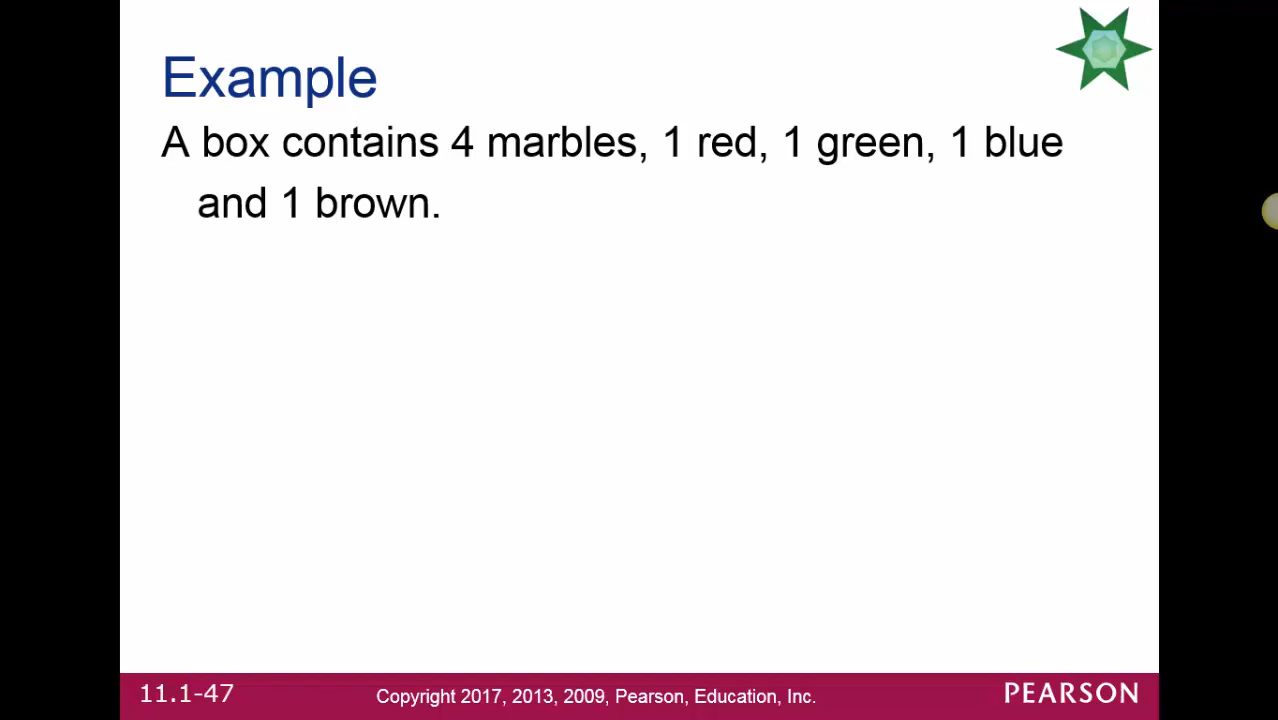 Example
A box contains 4 marbles, 1 red, 1 green, 1 blue
and 1 brown.
11.1-47
Copyright 2017, 2013, 2009, Pearson, Education, Inc.
PEARSON